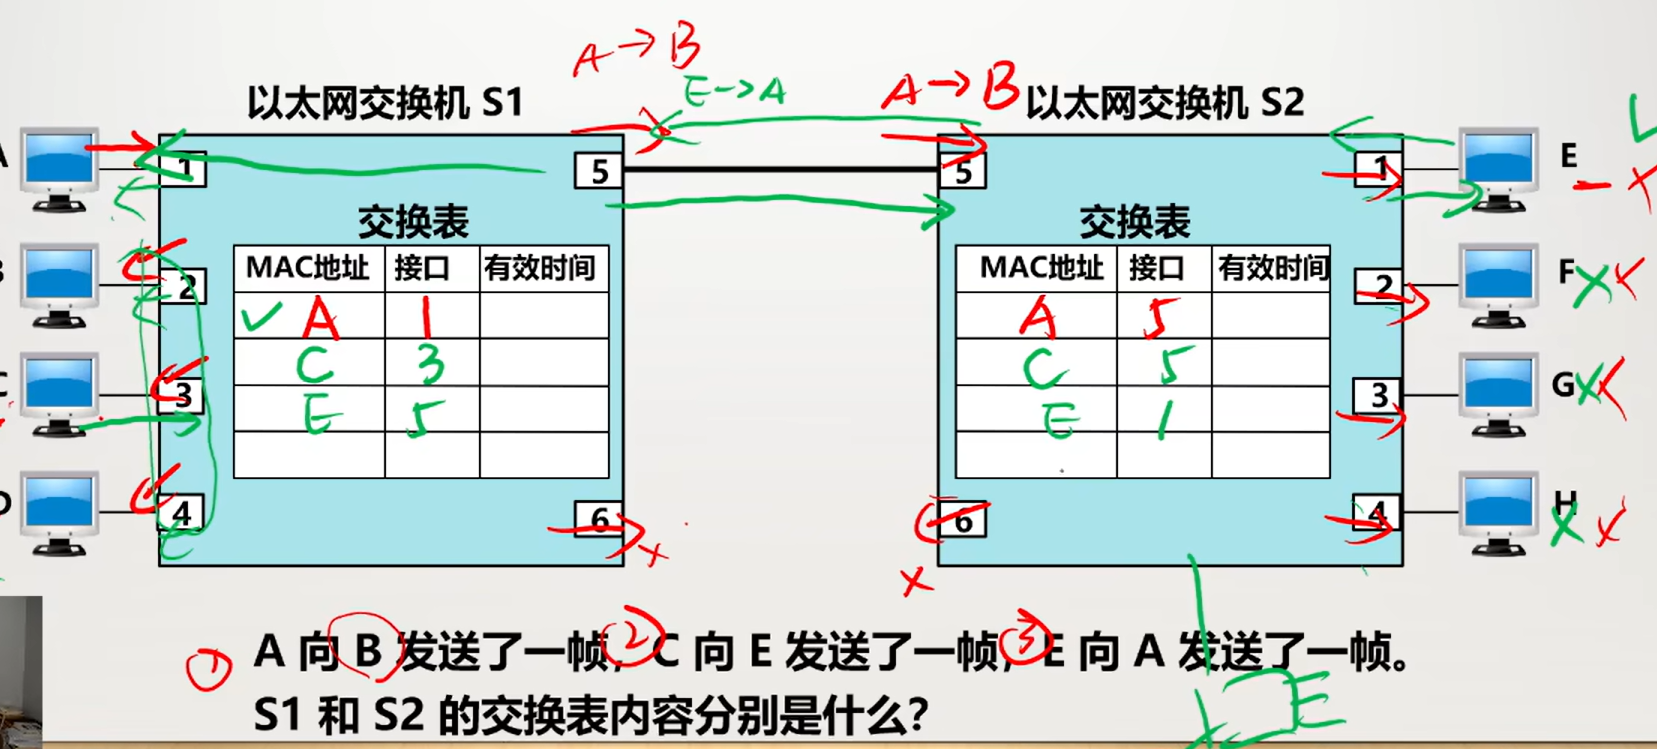 A → B
E → A
A → B
以太网交换机 S1
以太网交换机 S2
1
5
5
1
E
交换表
交换表
MAC地址 接口 有效时间
MAC地址 接口 有效时间
2
2
F
A 1
A 5
C 3
C 5
E 5
E 1
3
3
G
4
4
H
6
6
① A 向 B 发送了一帧，② C 向 E 发送了一帧，③ E 向 A 发送了一帧。
S1 和 S2 的交换表内容分别是什么？